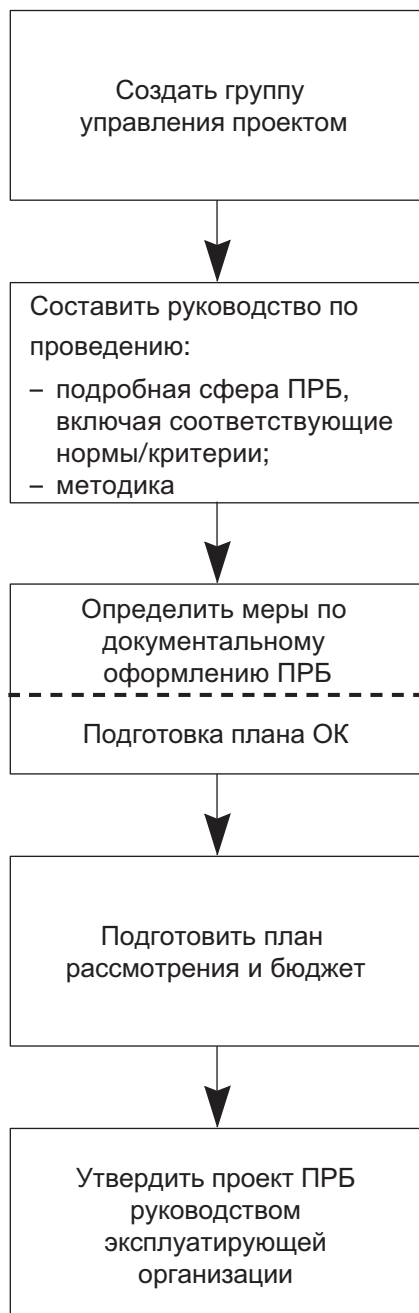 Создать группу
управления проектом
Составить руководство по
проведению:
– подробная сфера ПРБ,
включая соответствующие
нормы/критерии;
– методика
Определить меры по
документальному
оформлению ПРБ
Подготовка плана ОК
Подготовить план
рассмотрения и бюджет
Утвердить проект ПРБ
руководством
эксплуатирующей
организации